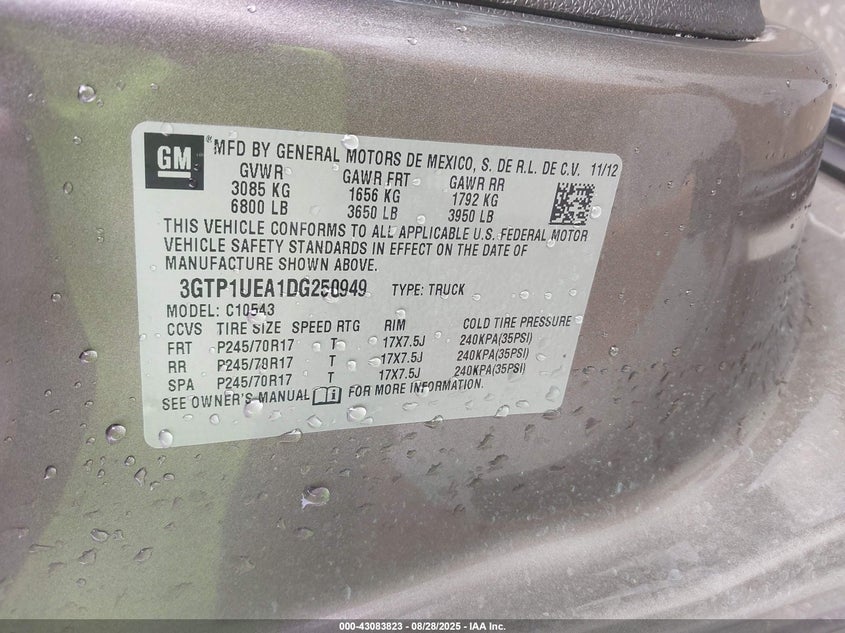 GM
® MFD BY GENERAL MOTORS DE MEXICO, S. DE R.L. DE C.V. 11/12
GVWR GAWR FRT GAWR RR
3085 KG 1656 KG 1792 KG
6800 LB 3650 LB 3950 LB
THIS VEHICLE CONFORMS TO ALL APPLICABLE U.S. FEDERAL MOTOR
VEHICLE SAFETY STANDARDS IN EFFECT ON THE DATE OF
MANUFACTURE SHOWN ABOVE.
3GTP1UEA1DG250949 TYPE: TRUCK
MODEL: C10543
CCVS TIRE SIZE SPEED RTG RIM COLD TIRE PRESSURE
FRT P245/70R17 T 17X7.5J 240KPA(35PSI)
RR P245/70R17 T 17X7.5J 240KPA(35PSI)
SPA P245/70R17 T 17X7.5J 240KPA(35PSI)
SEE OWNER'S MANUAL i FOR MORE INFORMATION.
000-43083823 / 08/28/2025 - IAA Inc.